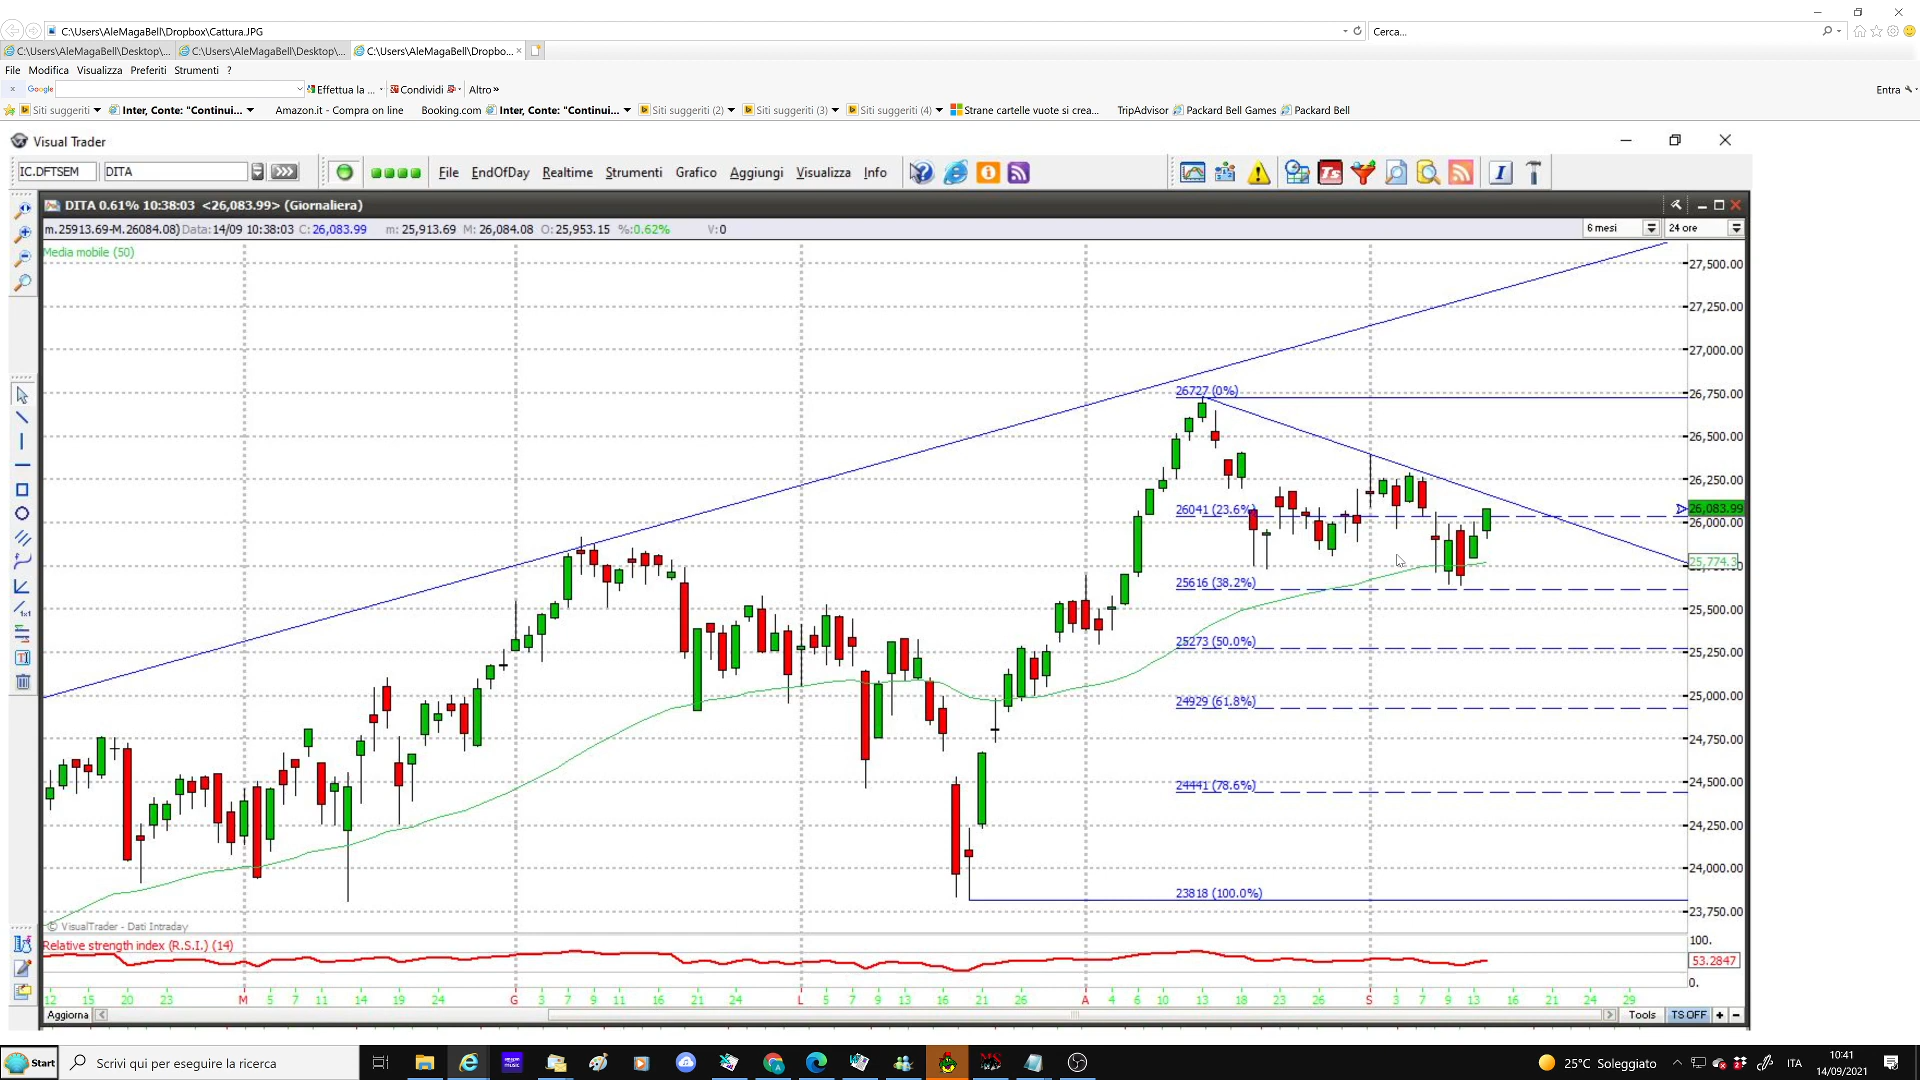 C:\Users\AleMagaBell\Dropbox\Cattura.JPG
Cerca...
C:\Users\AleMagaBell\Desktop\... C:\Users\AleMagaBell\Desktop\... C:\Users\AleMagaBell\Dropbo...
File Modifica Visualizza Preferiti Strumenti ?
Google Effettua la ... Condividi Altro » Entra
Siti suggeriti Inter, Conte: "Continui... Amazon.it - Compra on line Booking.com Inter, Conte: "Continui... Siti suggeriti (2) Siti suggeriti (3) Siti suggeriti (4) Strane cartelle vuote si crea... TripAdvisor Packard Bell Games Packard Bell
Visual Trader
IC.DFTSEM DITA File EndOfDay Realtime Strumenti Grafico Aggiungi Visualizza Info
DITA 0.61% 10:38:03 <26,083.99> (Giornaliera)
m.25913.69-M.26084.08) Data:14/09 10:38:03 C: 26,083.99 m: 25,913.69 M: 26,084.08 O: 25,953.15 %:0.62% V:0 6 mesi 24 ore
Media mobile (50)
27,500.00
27,250.00
27,000.00
26727 (0%)
26,750.00
26,500.00
26,250.00
26041 (23.6%)
26,083.99
26,000.00
25,774.3
25616 (38.2%)
25,500.00
25273 (50.0%)
25,250.00
25,000.00
24929 (61.8%)
24,750.00
24441 (78.6%)
24,500.00
24,250.00
24,000.00
23818 (100.0%)
23,750.00
© VisualTrader - Dati Intraday
Relative strength index (R.S.I.) (14)
100.
53.2847
0.
12 15 20 23 M 5 7 11 14 19 24 G 3 7 9 11 16 21 24 L 5 7 9 13 16 21 26 A 4 6 10 13 18 23 26 S 3 7 9 13 16 21 24 29
Aggiorna Tools TS OFF + -
Start Scrivi qui per eseguire la ricerca 25°C Soleggiato ITA 10:41
14/09/2021